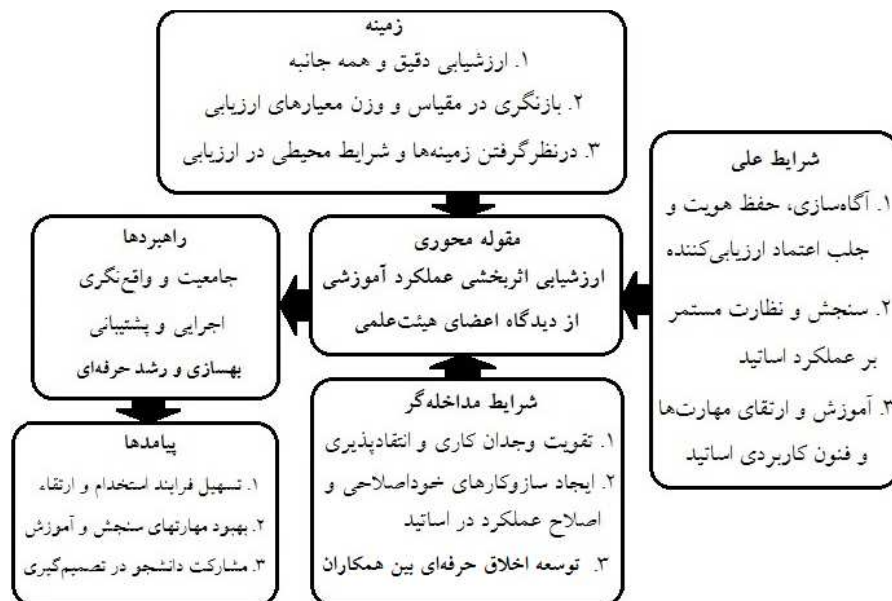 زمینه
۱. ارزشیابی دقیق و همه جانبه
۲. بازنگری در مقیاس و وزن معیارهای ارزیابی
۳. درنظرگرفتن زمینه‌ها و شرایط محیطی در ارزیابی
شرایط علی
۱. آگاه‌سازی، حفظ هویت و
جلب اعتماد ارزیابی‌کننده
۲. سنجش و نظارت مستمر
بر عملکرد اساتید
۳. آموزش و ارتقای مهارت‌ها
و فنون کاربردی اساتید
مقوله محوری
ارزشیابی اثربخشی عملکرد آموزشی
از دیدگاه اعضای هیئت‌علمی
راهبردها
جامعیت و واقع‌نگری
اجرایی و پشتیبانی
بهسازی و رشد حرفه‌ای
شرایط مداخله‌گر
۱. تقویت وجدان کاری و انتقادپذیری
۲. ایجاد سازوکارهای خوداصلاحی و
اصلاح عملکرد در اساتید
۳. توسعه اخلاق حرفه‌ای بین همکاران
پیامدها
۱. تسهیل فرایند استخدام و ارتقاء
۲. بهبود مهارتهای سنجش و آموزش
۳. مشارکت دانشجو در تصمیم‌گیری